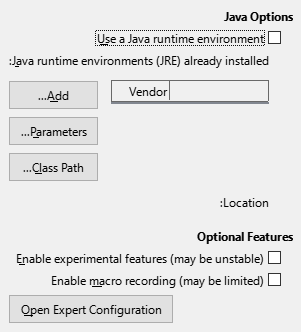 Java Options
Use a Java runtime environment
Java runtime environments (JRE) already installed:
Add...
Vendor
Parameters...
Class Path...
Location:
Optional Features
Enable experimental features (may be unstable)
Enable macro recording (may be limited)
Open Expert Configuration